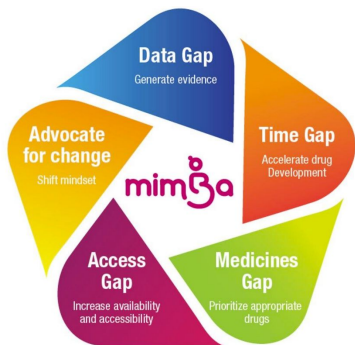 Data Gap
Generate evidence
Time Gap
Accelerate drug
Development
Medicines
Gap
Prioritize appropriate
drugs
Access
Gap
Increase availability
and accessibility
Advocate
for change
Shift mindset
mimBa